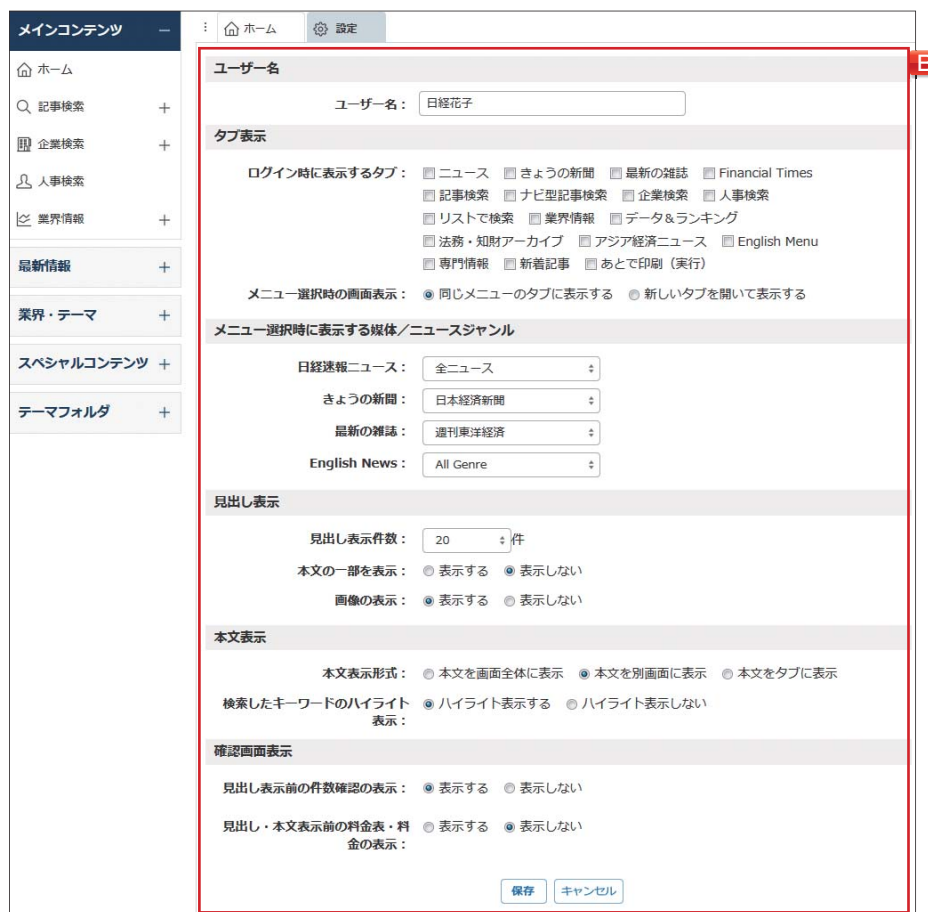 メインコンテンツ －
ホーム
記事検索 ＋
企業検索 ＋
人事検索
業界情報 ＋
最新情報 ＋
業界・テーマ ＋
スペシャルコンテンツ ＋
テーマフォルダ ＋
ホーム 設定
ユーザー名
ユーザー名： 日経花子
タブ表示
ログイン時に表示するタブ： ニュース きょうの新聞 最新の雑誌 Financial Times
記事検索 ナビ型記事検索 企業検索 人事検索
リストで検索 業界情報 データ＆ランキング
法務・知財アーカイブ アジア経済ニュース English Menu
専門情報 新着記事 あとで印刷（実行）
メニュー選択時の画面表示： 同じメニューのタブに表示する 新しいタブを開いて表示する
メニュー選択時に表示する媒体／ニュースジャンル
日経速報ニュース： 全ニュース
きょうの新聞： 日本経済新聞
最新の雑誌： 週刊東洋経済
English News： All Genre
見出し表示
見出し表示件数： 20 件
本文の一部を表示： 表示する 表示しない
画像の表示： 表示する 表示しない
本文表示
本文表示形式： 本文を画面全体に表示 本文を別画面に表示 本文をタブに表示
検索したキーワードのハイライト ハイライト表示する ハイライト表示しない
表示：
確認画面表示
見出し表示前の件数確認の表示： 表示する 表示しない
見出し・本文表示前の料金表・料 表示する 表示しない
金の表示：
保存 キャンセル